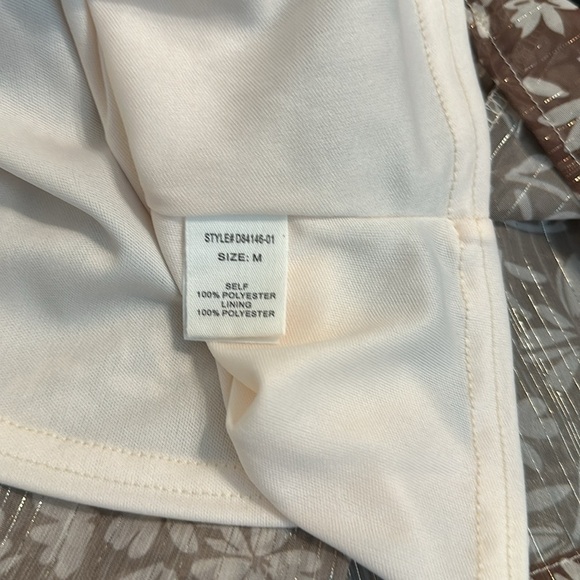 STYLE# D84146-01
SIZE: M
SELF
100% POLYESTER
LINING
100% POLYESTER